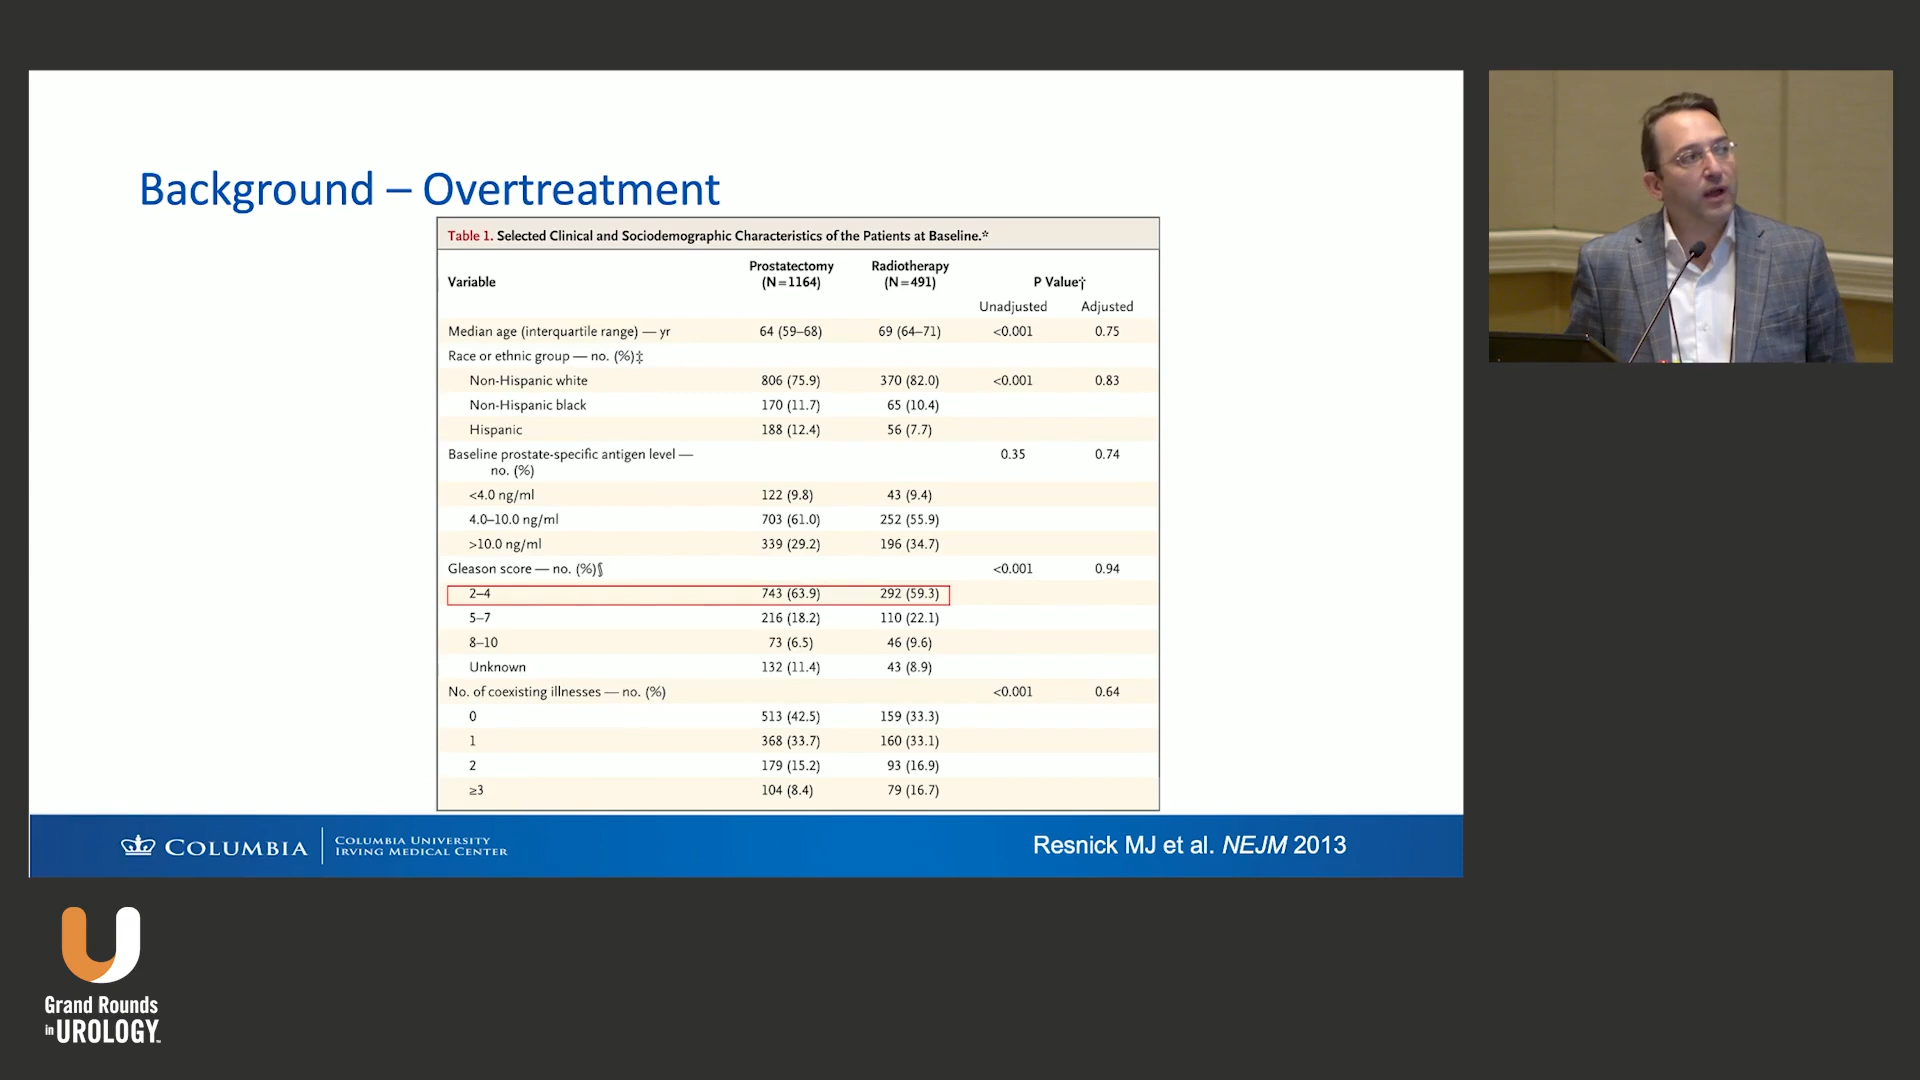 Background – Overtreatment
Table 1. Selected Clinical and Sociodemographic Characteristics of the Patients at Baseline.*
Variable Prostatectomy (N=1164) Radiotherapy (N=491) P Value†
Unadjusted Adjusted
Median age (interquartile range) — yr 64 (59–68) 69 (64–71) <0.001 0.75
Race or ethnic group — no. (%)‡
Non-Hispanic white 806 (75.9) 370 (82.0) <0.001 0.83
Non-Hispanic black 170 (11.7) 65 (10.4)
Hispanic 188 (12.4) 56 (7.7)
Baseline prostate-specific antigen level — 0.35 0.74
no. (%)
<4.0 ng/ml 122 (9.8) 43 (9.4)
4.0–10.0 ng/ml 703 (61.0) 252 (55.9)
>10.0 ng/ml 339 (29.2) 196 (34.7)
Gleason score — no. (%)§ <0.001 0.94
2–4 743 (63.9) 292 (59.3)
5–7 216 (18.2) 110 (22.1)
8–10 73 (6.5) 46 (9.6)
Unknown 132 (11.4) 43 (8.9)
No. of coexisting illnesses — no. (%) <0.001 0.64
0 513 (42.5) 159 (33.3)
1 368 (33.7) 160 (33.1)
2 179 (15.2) 93 (16.9)
≥3 104 (8.4) 79 (16.7)
COLUMBIA
COLUMBIA UNIVERSITY
IRVING MEDICAL CENTER
Resnick MJ et al. NEJM 2013
Grand Rounds
in UROLOGY™